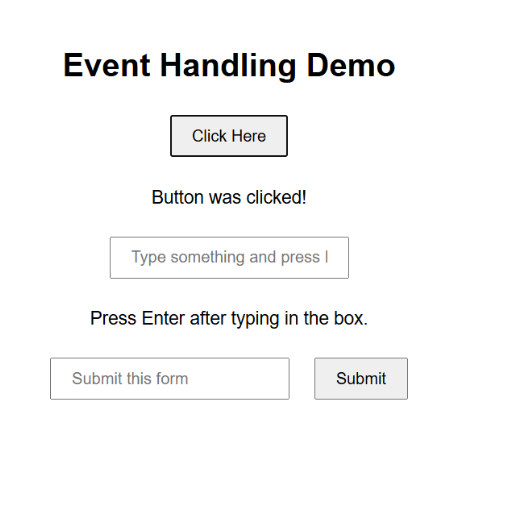 Event Handling Demo
Click Here
Button was clicked!
Type something and press
Press Enter after typing in the box.
Submit this form Submit